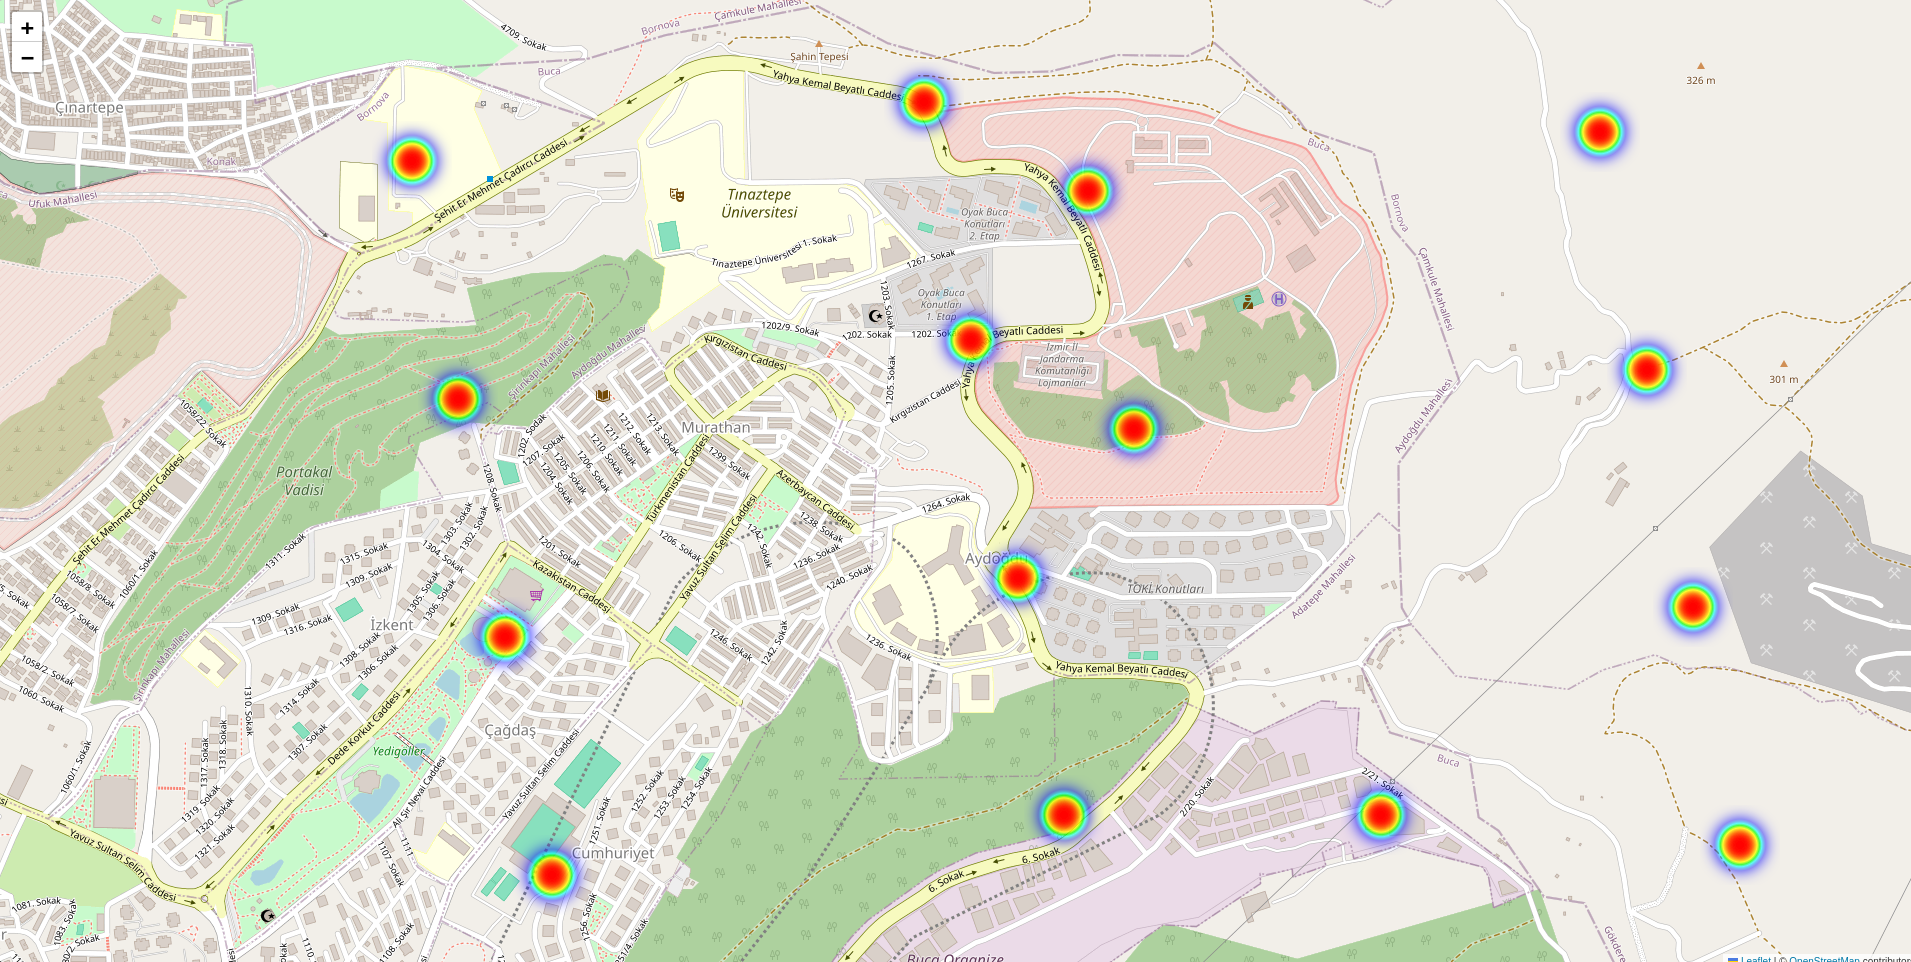 +
−
4709. Sokak
Bornova
Çamkule Mahallesi
Şahin Tepesi
Buca
326 m
Çınartepe
Bornova
Yahya Kemal Beyatlı Caddesi
Konak
Ufuk Mahallesi
Şehit Er Mehmet Çadırcı Caddesi
Tınaztepe
Üniversitesi
Yahya Kemal Beyatlı Caddesi
Buca
Bornova
Çamkule Mahallesi
Oyak Buca
Konutları
2. Etap
Tınaztepe Üniversitesi 1. Sokak
1267. Sokak
1203. Sokak
Oyak Buca
Konutları
1. Etap
H
1202/9. Sokak
1202. Sokak
1202. Sok
Beyatlı Caddesi
Kırgızistan Caddesi
Şirinkapı Mahallesi
Aydoğdu Mahallesi
İzmir İl
Jandarma
Komutanlığı
Lojmanları
Yahya
1205. Sokak
Kırgızistan Caddesi
301 m
1058/22. Sokak
Murathan
1202. Sokak
1207. Sokak
1213. Sokak
1212. Sokak
1211. Sokak
1210. Sokak
1206. Sokak
1205. Sokak
1204. Sokak
1299. Sokak
Aydoğdu Mahallesi
Portakal
Vadisi
Şehit Er Mehmet Çadırcı Caddesi
1208. Sokak
Türkmenistan Caddesi
Azerbaycan Caddesi
1264. Sokak
1238. Sokak
1242. Sokak
1236. Sokak
1240. Sokak
1206. Sokak
Yavuz Sultan Selim Caddesi
1201. Sokak
Kazakistan Caddesi
1303. Sokak
1302. Sokak
1304. Sokak
1305. Sokak
1306. Sokak
1311. Sokak
1315. Sokak
1309. Sokak
1309. Sokak
1316. Sokak
1060/1. Sokak
1058/8. Sokak
1058/7. Sokak
Aydoğdu
TOKİ Konutları
Adatepe Mahallesi
İzkent
1308. Sokak
1306. Sokak
1246. Sokak
1242. Sokak
1236. Sokak
Şirinkapı Mahallesi
1058/2. Sokak
1060. Sokak
Yahya Kemal Beyatlı Caddesi
1314. Sokak
1310. Sokak
1307. Sokak
1318. Sokak
1317. Sokak
Dede Korkut Caddesi
Yedigöller
Çağdaş
Yavuz Sultan Selim Caddesi
Ali Şir Nevai Caddesi
1060/1. Sokak
Buca
2/21. Sokak
2/20. Sokak
1319. Sokak
1320. Sokak
1321. Sokak
1252. Sokak
1253. Sokak
1254. Sokak
1251. Sokak
Cumhuriyet
Yavuz Sultan Selim Caddesi
1107. Sokak
6. Sokak
6. Sokak
1081. Sokak
1256. Sokak
1108. Sokak
Buca Organize
Leaflet | © OpenStreetMap contributors